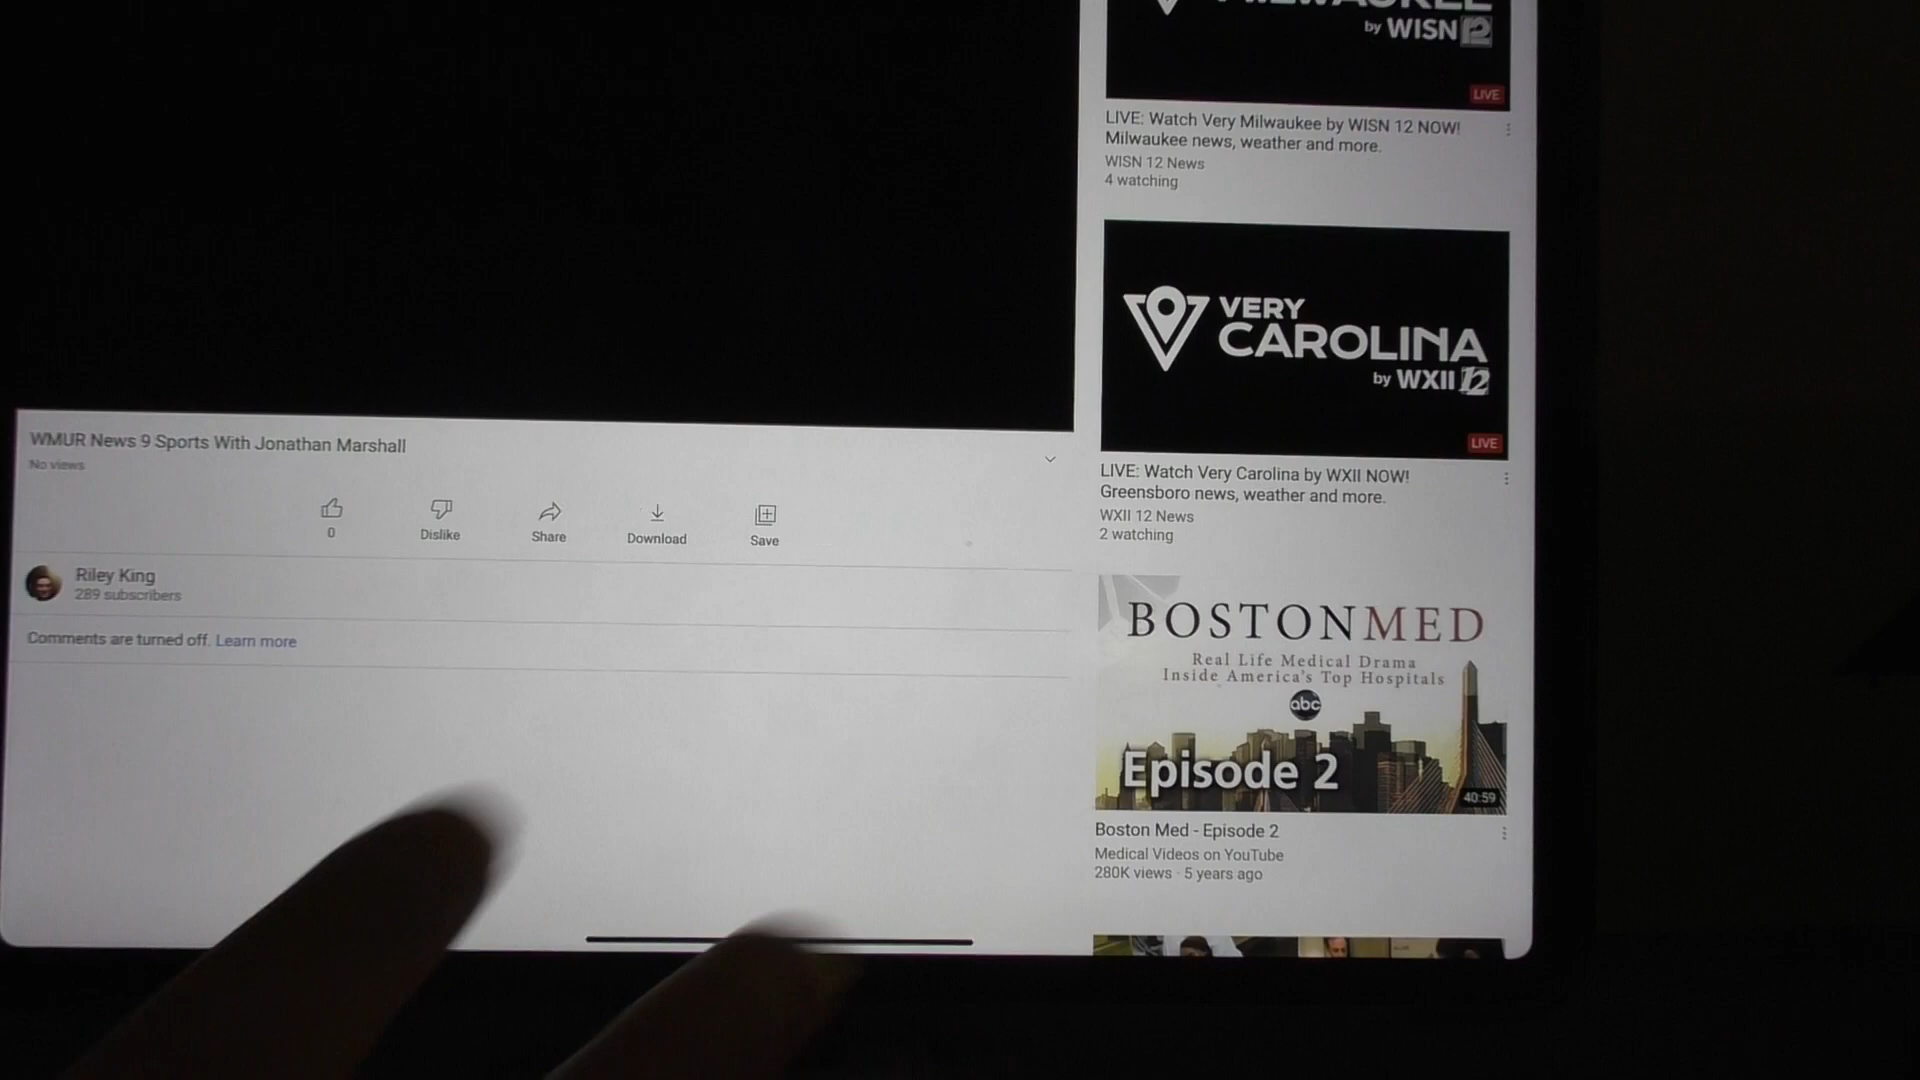 WMUR News 9 Sports With Jonathan Marshall
No views
0
Dislike
Share
Download
Save
Riley King
289 subscribers
Comments are turned off. Learn more
by WISN 12
LIVE
LIVE: Watch Very Milwaukee by WISN 12 NOW!
Milwaukee news, weather and more.
WISN 12 News
4 watching
VERY
CAROLINA
by WXII 12
LIVE
LIVE: Watch Very Carolina by WXII NOW!
Greensboro news, weather and more.
WXII 12 News
2 watching
BOSTONMED
Real Life Medical Drama
Inside America's Top Hospitals
abc
Episode 2
40:59
Boston Med - Episode 2
Medical Videos on YouTube
280K views · 5 years ago